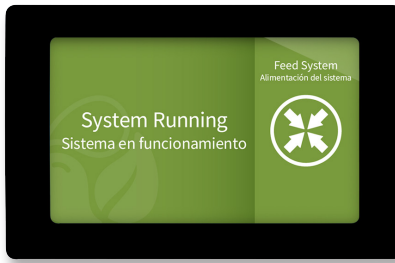 System Running
Sistema en funcionamiento
Feed System
Alimentación del sistema